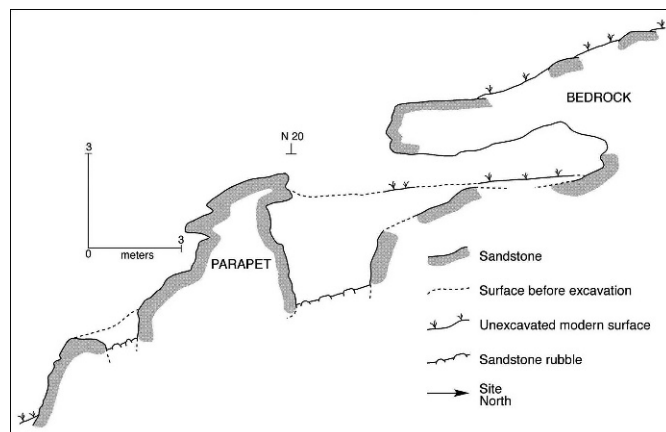 BEDROCK
3
N 20
0
meters
3
PARAPET
Sandstone
Surface before excavation
Unexcavated modern surface
Sandstone rubble
Site
North